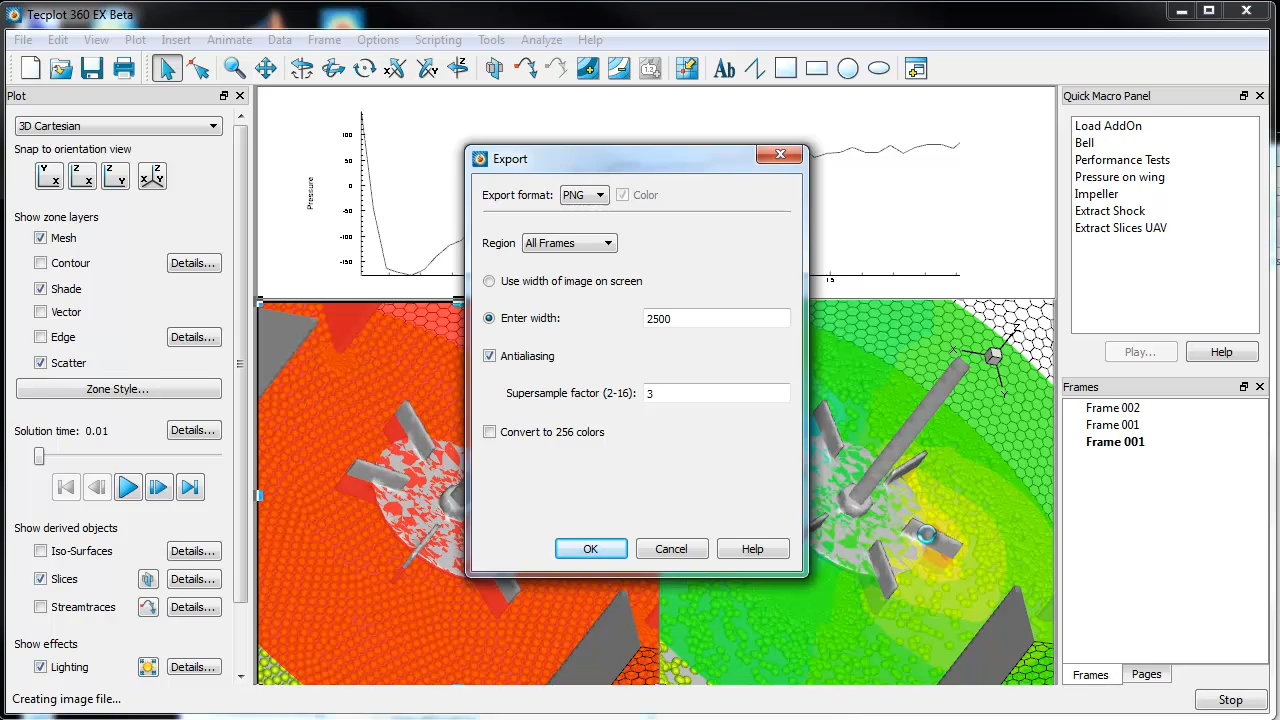 Tecplot 360 EX Beta
File Edit View Plot Insert Animate Data Frame Options Scripting Tools Analyze Help
Plot
3D Cartesian
Snap to orientation view
Y X
Z X
Z Y
Y X
Show zone layers
Mesh
Contour Details...
Shade
Vector
Edge Details...
Scatter
Zone Style...
Solution time: 0.01 Details...
Show derived objects
Iso-Surfaces Details...
Slices Details...
Streamtraces Details...
Show effects
Lighting Details...
Creating image file...
Pressure
100
50
0
-50
-100
-150
Export
Export format: PNG Color
Region All Frames
Use width of image on screen
Enter width: 2500
Antialiasing
Supersample factor (2-16): 3
Convert to 256 colors
OK Cancel Help
X
Z
Y
Quick Macro Panel
Load AddOn
Bell
Performance Tests
Pressure on wing
Impeller
Extract Shock
Extract Slices UAV
Play... Help
Frames
Frame 002
Frame 001
Frame 001
Frames Pages
Stop